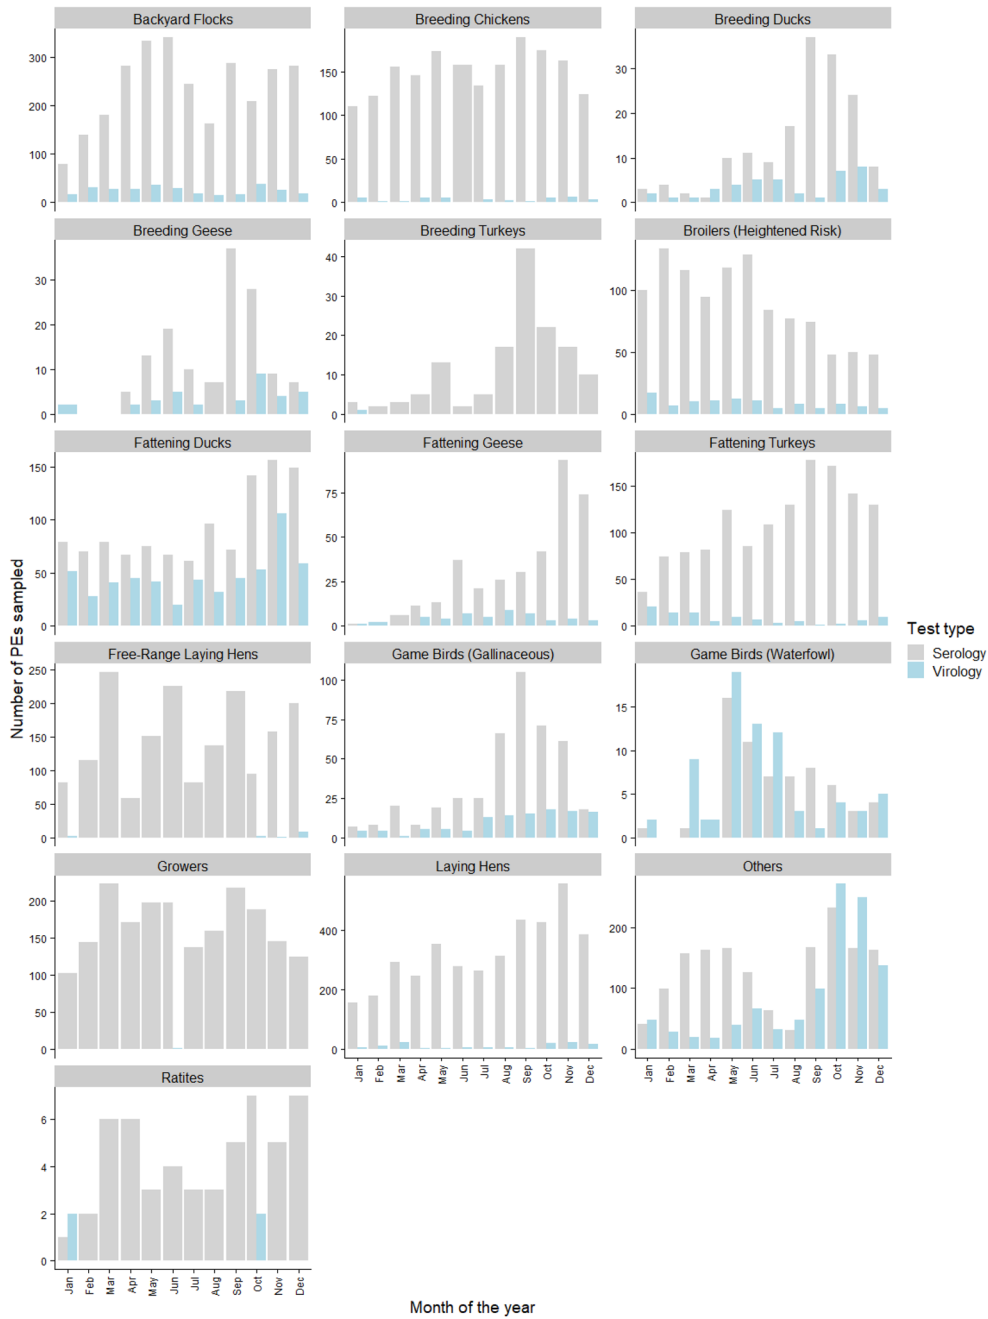 Backyard Flocks
Breeding Chickens
Breeding Ducks
300
200
100
0
150
100
50
0
30
20
10
0
Breeding Geese
Breeding Turkeys
Broilers (Heightened Risk)
30
20
10
0
40
30
20
10
0
100
50
0
Fattening Ducks
Fattening Geese
Fattening Turkeys
150
100
50
0
75
50
25
0
150
100
50
0
Number of PEs sampled
Test type
Serology
Virology
Free-Range Laying Hens
Game Birds (Gallinaceous)
Game Birds (Waterfowl)
250
200
150
100
50
0
100
75
50
25
0
15
10
5
0
Growers
Laying Hens
Others
200
150
100
50
0
400
200
0
200
100
0
Jan Feb Mar Apr May Jun Jul Aug Sep Oct Nov Dec
Jan Feb Mar Apr May Jun Jul Aug Sep Oct Nov Dec
Ratites
6
4
2
0
Jan Feb Mar Apr May Jun Jul Aug Sep Oct Nov Dec
Month of the year